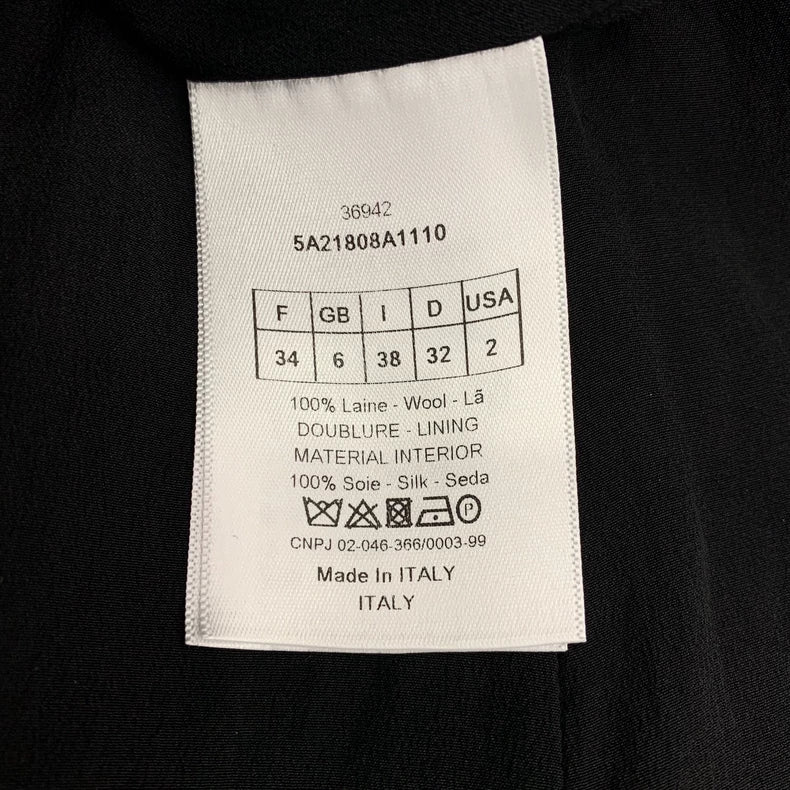 36942
5A21808A1110
F GB I D USA
34 6 38 32 2
100% Laine - Wool - Lã
DOUBLURE - LINING
MATERIAL INTERIOR
100% Soie - Silk - Seda
P
CNPJ 02-046-366/0003-99
Made In ITALY
ITALY